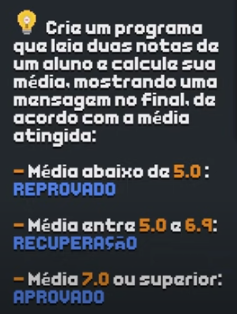 Crie um programa
que leia duas notas de
um aluno e calcule sua
média, mostrando uma
mensagem no final, de
acordo com a média
atingida:
- Média abaixo de 5.0:
REPROVADO
- Média entre 5.0 e 6.9:
RECUPERAÇÃO
- Média 7.0 ou superior:
APROVADO